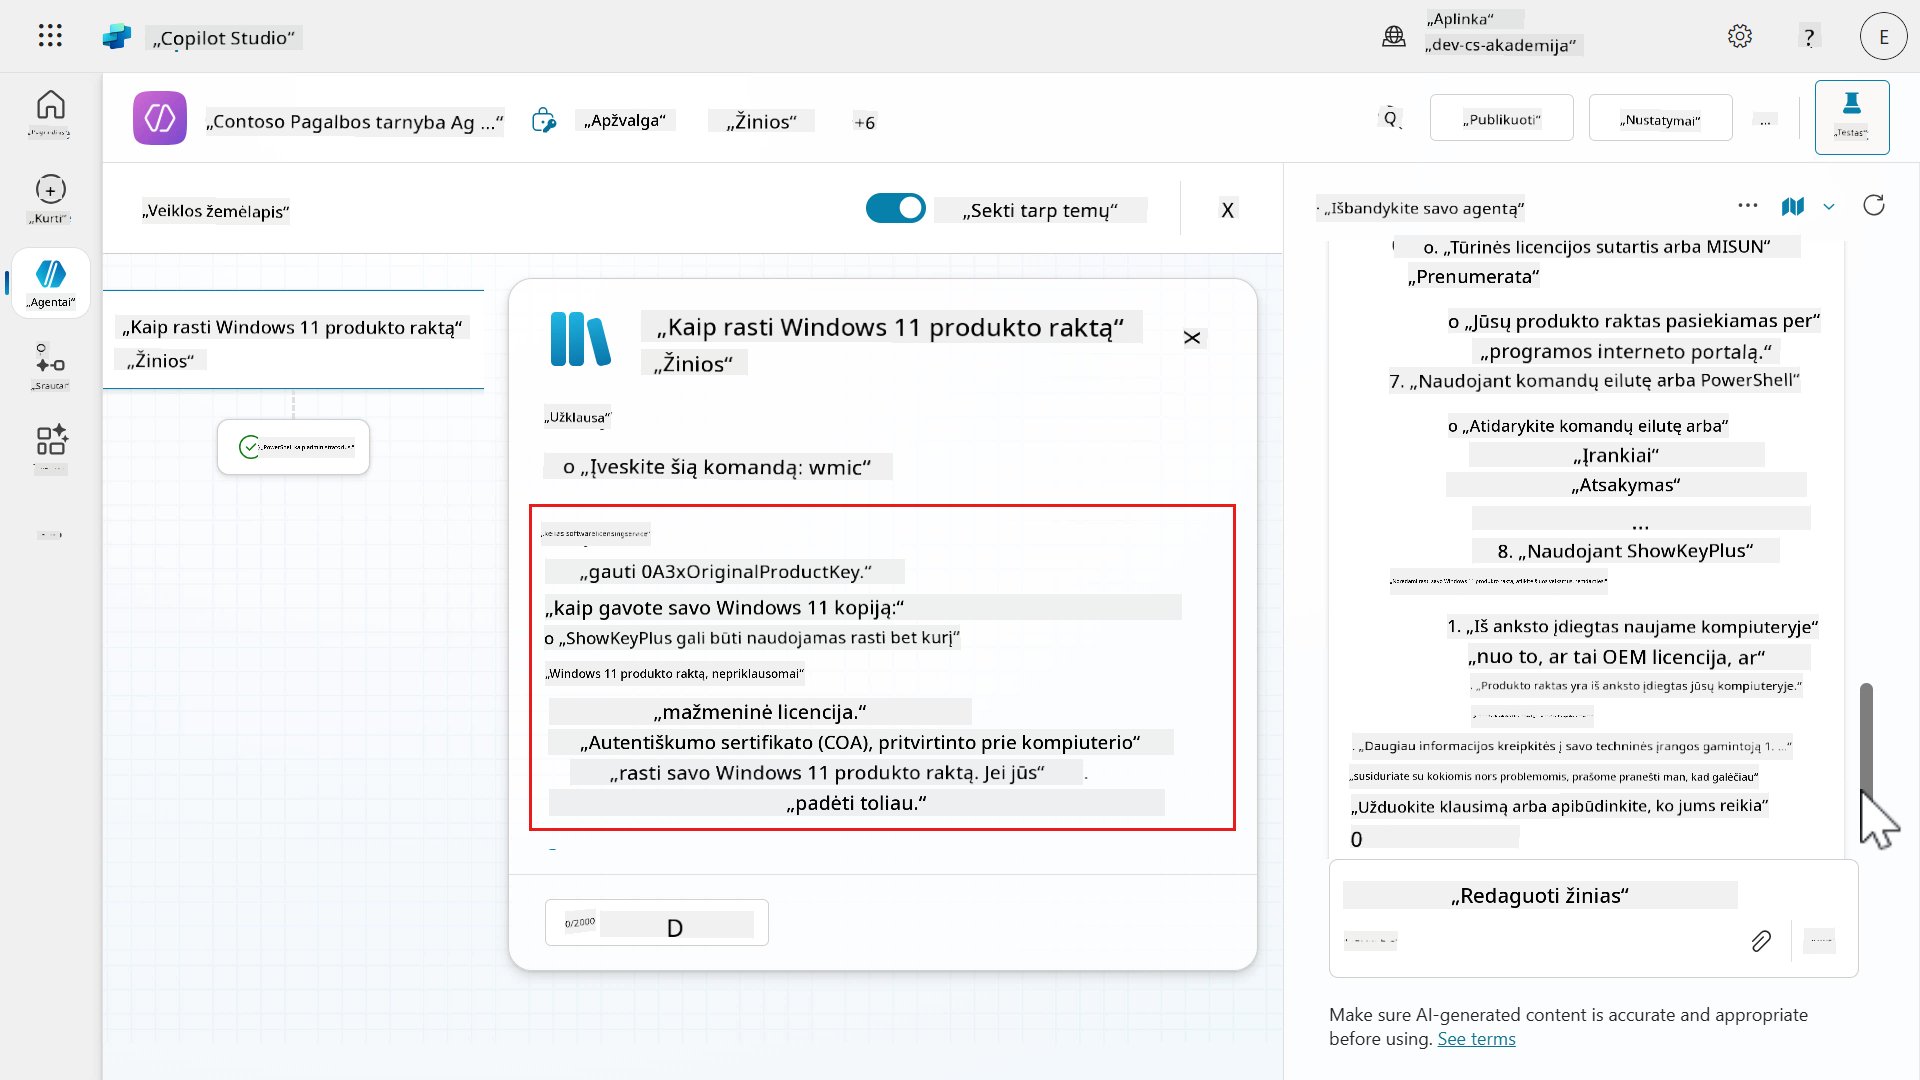 „Copilot Studio“
„Aplinka“
„dev-cs-akademija“
?
E
„Contoso Pagalbos tarnyba Ag ...“
„Apžvalga“
„Žinios“
+6
„Publikuoti“
„Nustatymai“
...
„Testas“
„Kurti“
„Agentai“
„Srautai“
„Veiklos žemėlapis“
„Sekti tarp temų“
X
„Kaip rasti Windows 11 produkto raktą“
„Žinios“
„Kaip rasti Windows 11 produkto raktą“
„Žinios“
„Užklausa“
o „Įveskite šią komandą: wmic“
„gauti 0A3xOriginalProductKey.“
„kaip gavote savo Windows 11 kopiją:“
o „ShowKeyPlus gali būti naudojamas rasti bet kurį“
„Windows 11 produkto raktą, nepriklausomai“
„mažmeninė licencija.“
„Autentiškumo sertifikato (COA), pritvirtinto prie kompiuterio“
„rasti savo Windows 11 produkto raktą. Jei jūs“
„padėti toliau.“
0/2000
D
„Išbandykite savo agentą“
o. „Tūrinės licencijos sutartis arba MISUN“
„Prenumerata“
o „Jūsų produkto raktas pasiekiamas per“
„programos interneto portalą.“
7. „Naudojant komandų eilutę arba PowerShell“
o „Atidarykite komandų eilutę arba“
„Įrankiai“
„Atsakymas“
...
8. „Naudojant ShowKeyPlus“
1. „Iš anksto įdiegtas naujame kompiuteryje“
„nuo to, ar tai OEM licencija, ar“
. „Produkto raktas yra iš anksto įdiegtas jūsų kompiuteryje.“
. „Daugiau informacijos kreipkitės į savo techninės įrangos gamintoją 1. ...“
„susiduriate su kokiomis nors problemomis, prašome pranešti man, kad galėčiau“
„Užduokite klausimą arba apibūdinkite, ko jums reikia“
0
„Redaguoti žinias“
Make sure AI-generated content is accurate and appropriate
before using. See terms